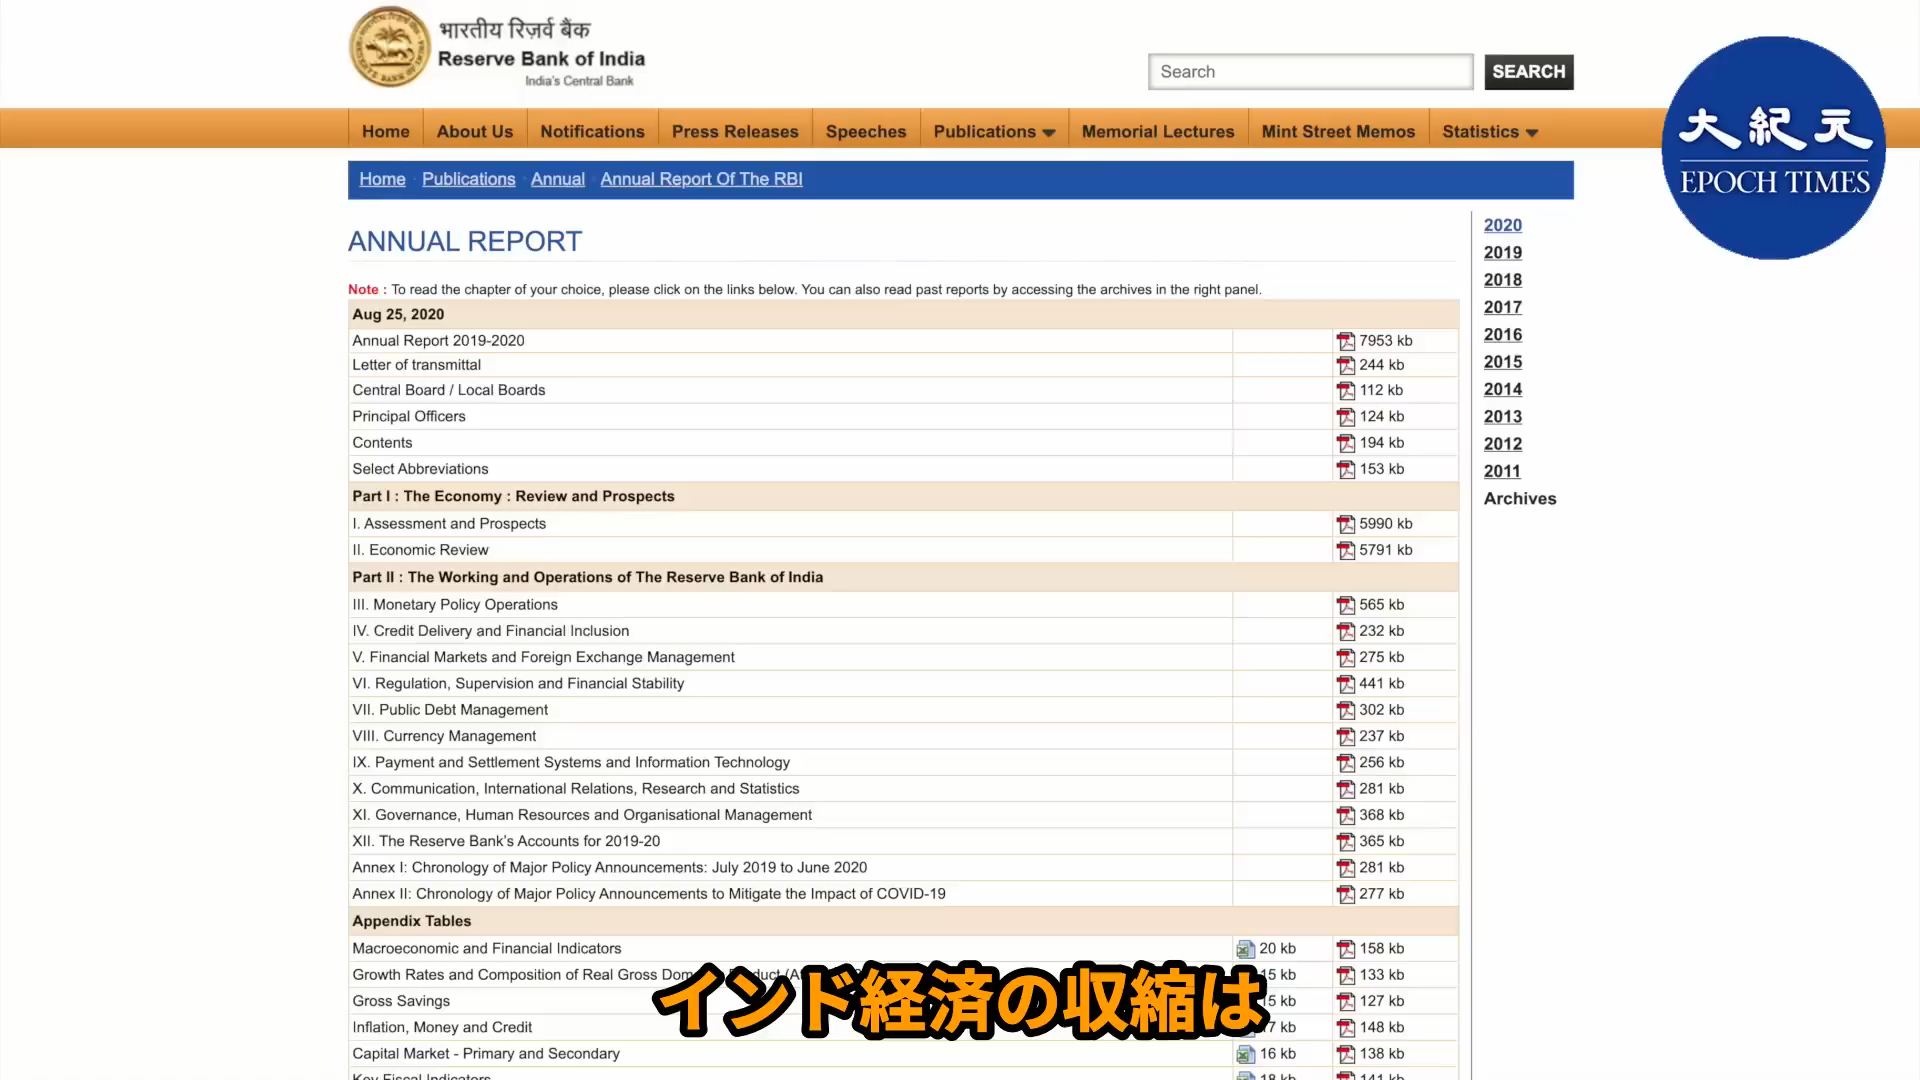 भारतीय रिज़र्व बैंक
Reserve Bank of India
India's Central Bank
Search
SEARCH
Home
About Us
Notifications
Press Releases
Speeches
Publications
Memorial Lectures
Mint Street Memos
Statistics
大紀元
EPOCH TIMES
Home Publications Annual Annual Report Of The RBI
ANNUAL REPORT
Note : To read the chapter of your choice, please click on the links below. You can also read past reports by accessing the archives in the right panel.
Aug 25, 2020
Annual Report 2019-2020 7953 kb
Letter of transmittal 244 kb
Central Board / Local Boards 112 kb
Principal Officers 124 kb
Contents 194 kb
Select Abbreviations 153 kb
Part I : The Economy : Review and Prospects
I. Assessment and Prospects 5990 kb
II. Economic Review 5791 kb
Part II : The Working and Operations of The Reserve Bank of India
III. Monetary Policy Operations 565 kb
IV. Credit Delivery and Financial Inclusion 232 kb
V. Financial Markets and Foreign Exchange Management 275 kb
VI. Regulation, Supervision and Financial Stability 441 kb
VII. Public Debt Management 302 kb
VIII. Currency Management 237 kb
IX. Payment and Settlement Systems and Information Technology 256 kb
X. Communication, International Relations, Research and Statistics 281 kb
XI. Governance, Human Resources and Organisational Management 368 kb
XII. The Reserve Bank's Accounts for 2019-20 365 kb
Annex I: Chronology of Major Policy Announcements: July 2019 to June 2020 281 kb
Annex II: Chronology of Major Policy Announcements to Mitigate the Impact of COVID-19 277 kb
Appendix Tables
Macroeconomic and Financial Indicators 20 kb 158 kb
Growth Rates and Composition of Real Gross 15 kb 133 kb
Gross Savings 127 kb
Inflation, Money and Credit kb 148 kb
Capital Market - Primary and Secondary 16 kb 138 kb
Key Fiscal Indicators 18 kb 141 kb
2020
2019
2018
2017
2016
2015
2014
2013
2012
2011
Archives
インド経済の収縮は